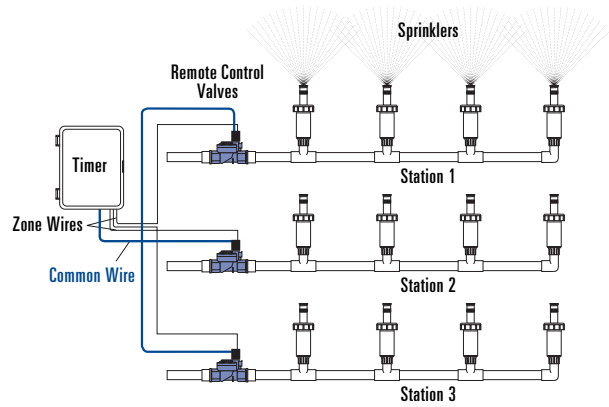 Sprinklers
Remote Control
Valves
Timer
Station 1
Zone Wires
Common Wire
Station 2
Station 3